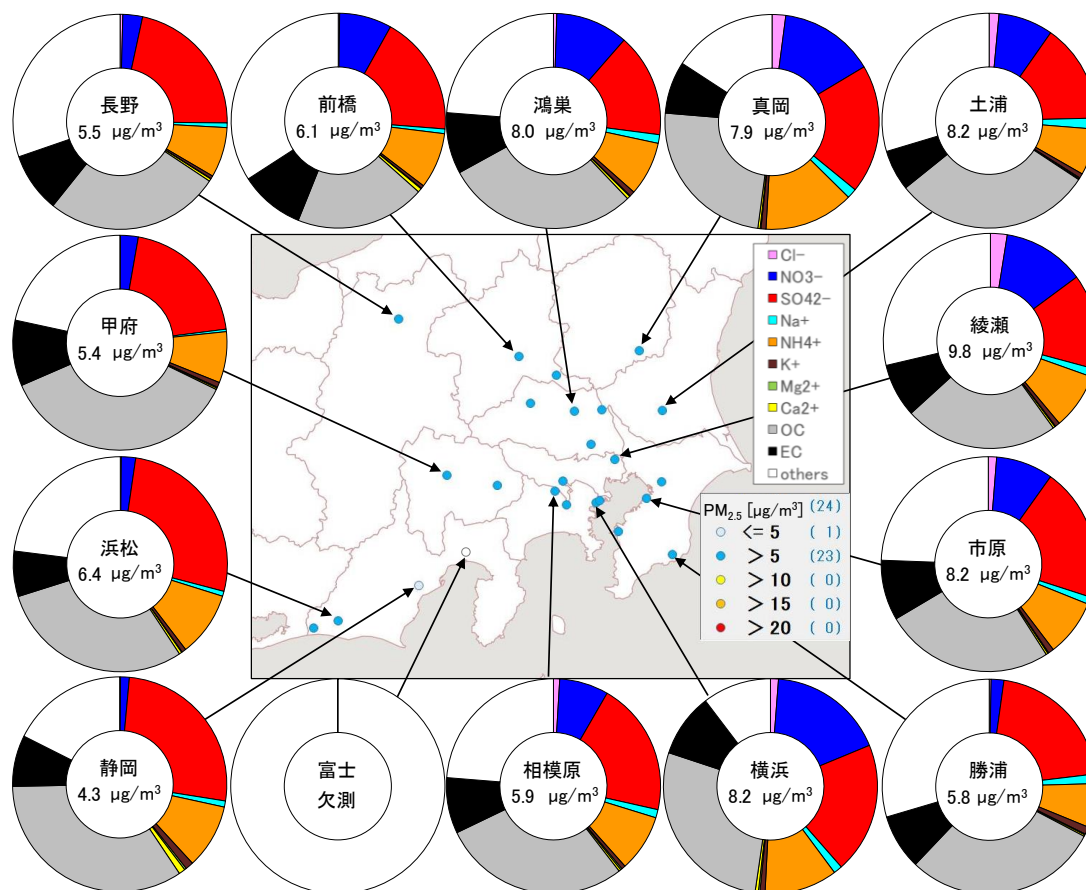 長野
5.5 μg/m³
前橋
6.1 μg/m³
鴻巣
8.0 μg/m³
真岡
7.9 μg/m³
土浦
8.2 μg/m³
甲府
5.4 μg/m³
Cl−
NO3−
SO42−
Na+
NH4+
K+
Mg2+
Ca2+
OC
EC
others
綾瀬
9.8 μg/m³
PM2.5 [μg/m³] (24)
<= 5 ( 1)
> 5 (23)
> 10 ( 0)
> 15 ( 0)
> 20 ( 0)
浜松
6.4 μg/m³
市原
8.2 μg/m³
静岡
4.3 μg/m³
富士
欠測
相模原
5.9 μg/m³
横浜
8.2 μg/m³
勝浦
5.8 μg/m³